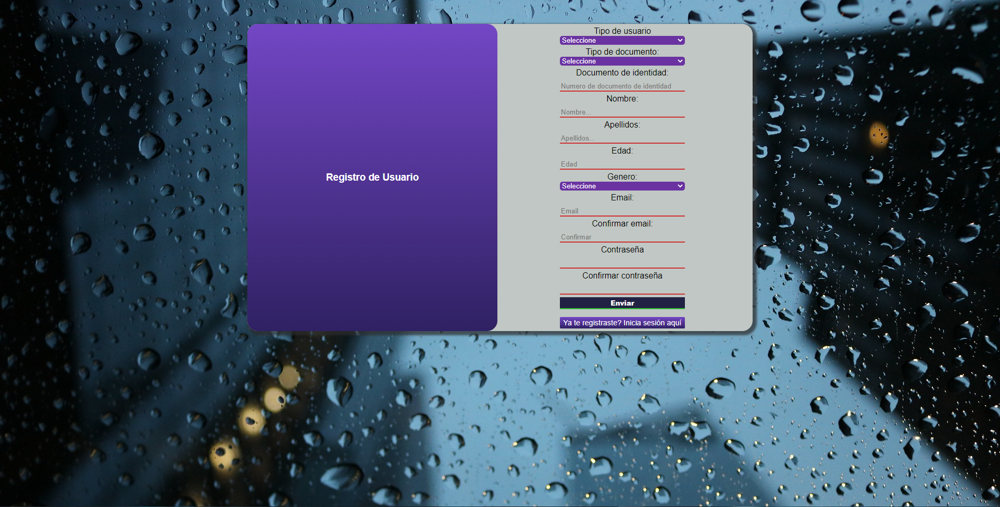 Registro de Usuario
Tipo de usuario
Seleccione
Tipo de documento:
Seleccione
Documento de identidad:
Numero de documento de identidad
Nombre:
Nombre...
Apellidos:
Apellidos...
Edad:
Edad
Genero:
Seleccione
Email:
Email
Confirmar email:
Confirmar
Contraseña
Confirmar contraseña
Enviar
Ya te registraste? Inicia sesión aquí